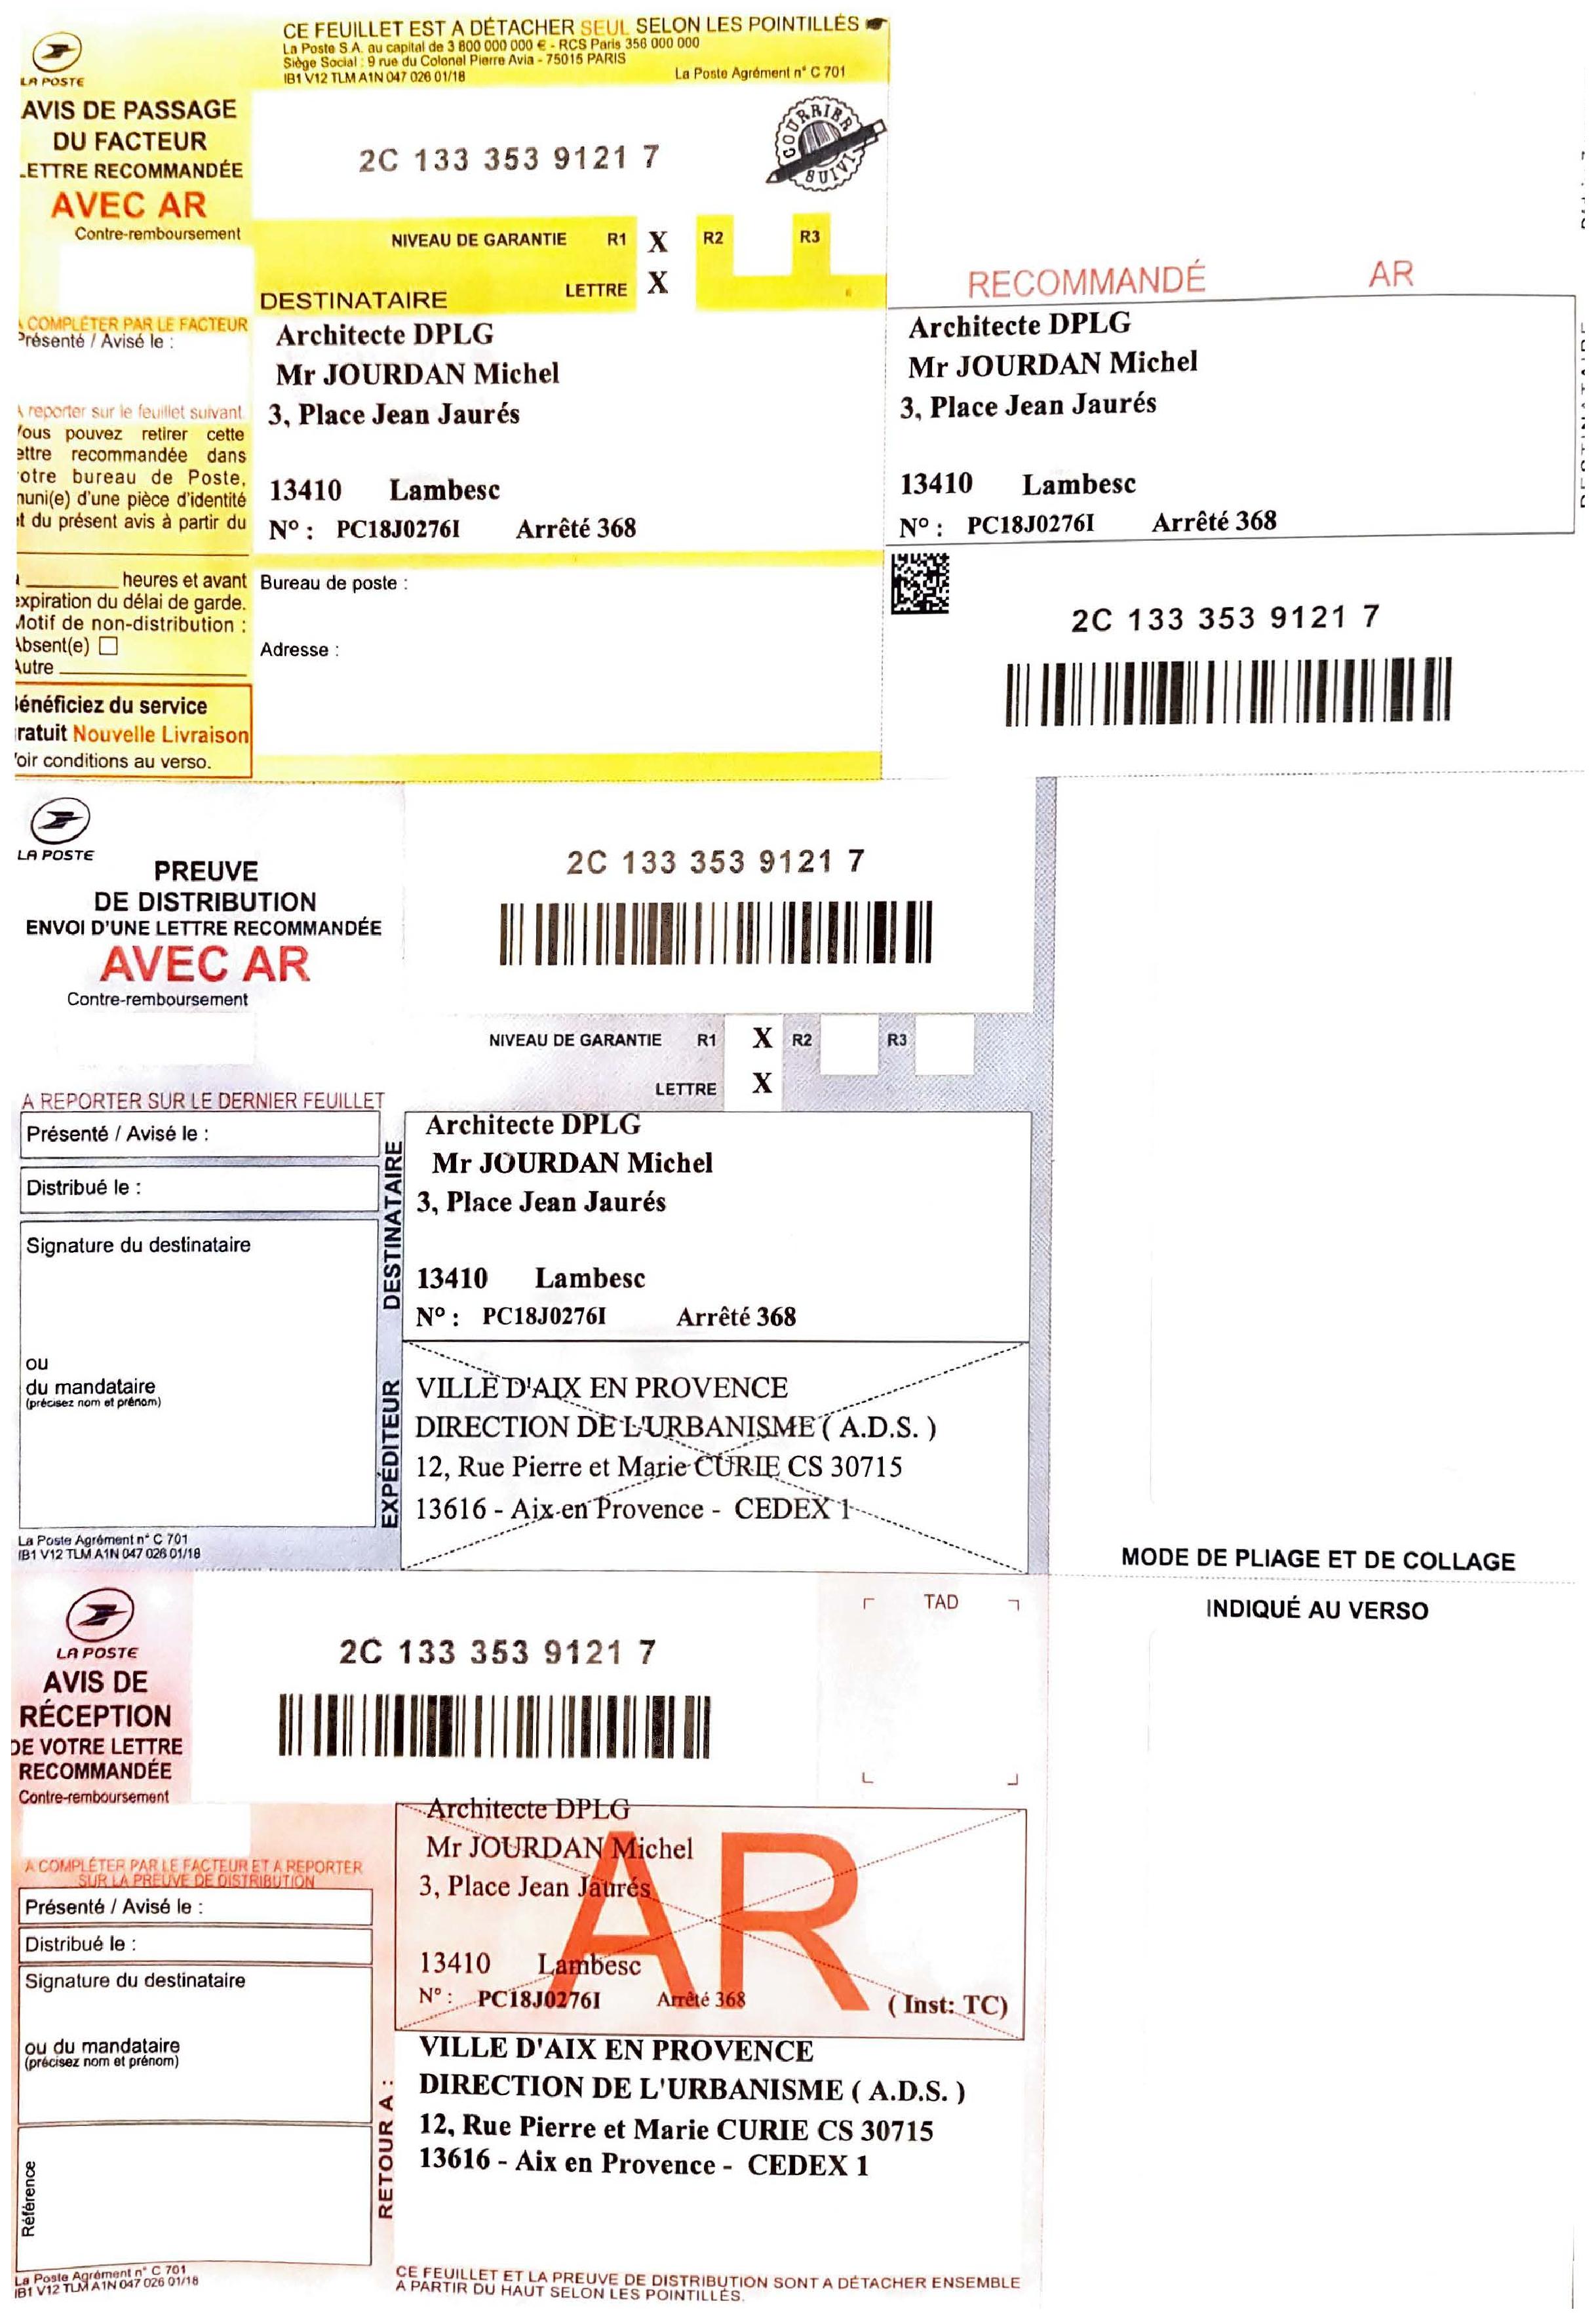 CE FEUILLET EST A DÉTACHER SEUL SELON LES POINTILLÉS
La Poste S.A. au capital de 3 800 000 000 € - RCS Paris 356 000 000
Siège Social : 9 rue du Colonel Pierre Avia - 75015 PARIS
IB1 V12 TLM A1N 047 026 01/18
La Poste Agrément n° C 701
LA POSTE
AVIS DE PASSAGE
DU FACTEUR
LETTRE RECOMMANDÉE
AVEC AR
Contre-remboursement
2C 133 353 9121 7
COURRIER SUIVI
NIVEAU DE GARANTIE R1 X R2 R3
LETTRE X
DESTINATAIRE
Architecte DPLG
Mr JOURDAN Michel
3, Place Jean Jaurés
13410 Lambesc
N° : PC18J0276I Arrêté 368
A COMPLÉTER PAR LE FACTEUR
Présenté / Avisé le :
A reporter sur le feuillet suivant.
Vous pouvez retirer cette
lettre recommandée dans
votre bureau de Poste,
muni(e) d'une pièce d'identité
et du présent avis à partir du
heures et avant
expiration du délai de garde.
Motif de non-distribution :
Absent(e)
Autre
Bénéficiez du service
gratuit Nouvelle Livraison
Voir conditions au verso.
Bureau de poste :
Adresse :
RECOMMANDÉ AR
Architecte DPLG
Mr JOURDAN Michel
3, Place Jean Jaurés
13410 Lambesc
N° : PC18J0276I Arrêté 368
DESTINATAIRE
2C 133 353 9121 7
LA POSTE
PREUVE
DE DISTRIBUTION
ENVOI D'UNE LETTRE RECOMMANDÉE
AVEC AR
Contre-remboursement
2C 133 353 9121 7
NIVEAU DE GARANTIE R1 X R2 R3
LETTRE X
A REPORTER SUR LE DERNIER FEUILLET
Présenté / Avisé le :
Distribué le :
Signature du destinataire
ou
du mandataire
(précisez nom et prénom)
La Poste Agrément n° C 701
IB1 V12 TLM A1N 047 026 01/18
DESTINATAIRE
Architecte DPLG
Mr JOURDAN Michel
3, Place Jean Jaurés
13410 Lambesc
N° : PC18J0276I Arrêté 368
EXPÉDITEUR
VILLE D'AIX EN PROVENCE
DIRECTION DE L'URBANISME ( A.D.S. )
12, Rue Pierre et Marie CURIE CS 30715
13616 - Aix en Provence - CEDEX 1
MODE DE PLIAGE ET DE COLLAGE
INDIQUÉ AU VERSO
LA POSTE
AVIS DE
RÉCEPTION
DE VOTRE LETTRE
RECOMMANDÉE
Contre-remboursement
2C 133 353 9121 7
TAD
A COMPLÉTER PAR LE FACTEUR ET A REPORTER
SUR LA PREUVE DE DISTRIBUTION
Présenté / Avisé le :
Distribué le :
Signature du destinataire
ou du mandataire
(précisez nom et prénom)
Référence
La Poste Agrément n° C 701
IB1 V12 TLM A1N 047 026 01/18
AR
Architecte DPLG
Mr JOURDAN Michel
3, Place Jean Jaurés
13410 Lambesc
N° : PC18J0276I Arrêté 368 ( Inst: TC)
RETOUR A :
VILLE D'AIX EN PROVENCE
DIRECTION DE L'URBANISME ( A.D.S. )
12, Rue Pierre et Marie CURIE CS 30715
13616 - Aix en Provence - CEDEX 1
CE FEUILLET ET LA PREUVE DE DISTRIBUTION SONT A DÉTACHER ENSEMBLE
A PARTIR DU HAUT SELON LES POINTILLÉS.